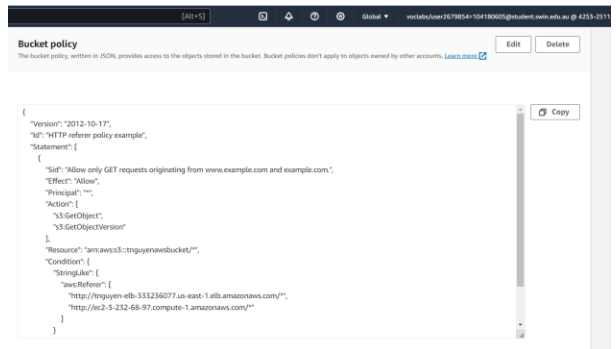 [Alt+S]
Global ▼ voclabs/user2679854=104180605@student.swin.edu.au @ 4253-2511
Bucket policy
Edit Delete
The bucket policy, written in JSON, provides access to the objects stored in the bucket. Bucket policies don't apply to objects owned by other accounts. Learn more
Copy
{
"Version": "2012-10-17",
"Id": "HTTP referer policy example",
"Statement": [
{
"Sid": "Allow only GET requests originating from www.example.com and example.com.",
"Effect": "Allow",
"Principal": "*",
"Action": [
"s3:GetObject",
"s3:GetObjectVersion"
],
"Resource": "arn:aws:s3:::tnguyenawsbucket/*",
"Condition": {
"StringLike": {
"aws:Referer": [
"http://tnguyen-elb-333236077.us-east-1.elb.amazonaws.com/*",
"http://ec2-3-232-68-97.compute-1.amazonaws.com/*"
]
}